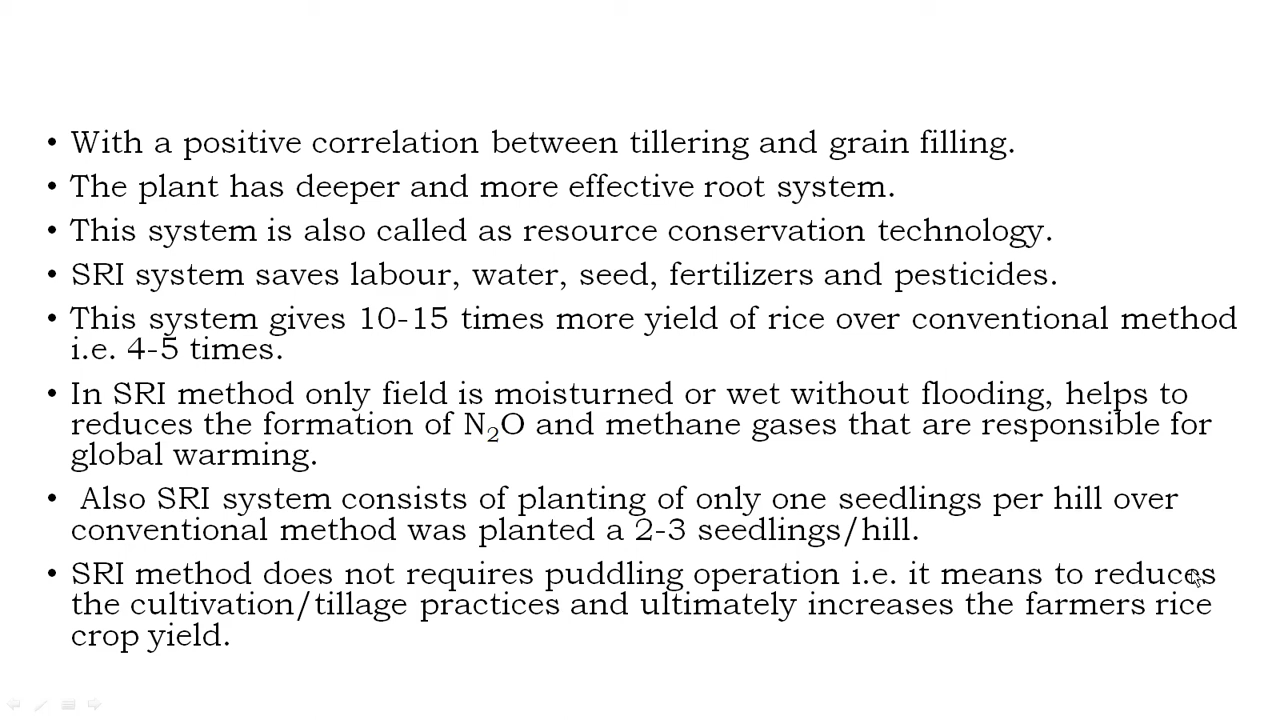 • With a positive correlation between tillering and grain filling.
• The plant has deeper and more effective root system.
• This system is also called as resource conservation technology.
• SRI system saves labour, water, seed, fertilizers and pesticides.
• This system gives 10-15 times more yield of rice over conventional method
i.e. 4-5 times.
• In SRI method only field is moisturned or wet without flooding, helps to
reduces the formation of N₂O and methane gases that are responsible for
global warming.
• Also SRI system consists of planting of only one seedlings per hill over
conventional method was planted a 2-3 seedlings/hill.
• SRI method does not requires puddling operation i.e. it means to reduces
the cultivation/tillage practices and ultimately increases the farmers rice
crop yield.